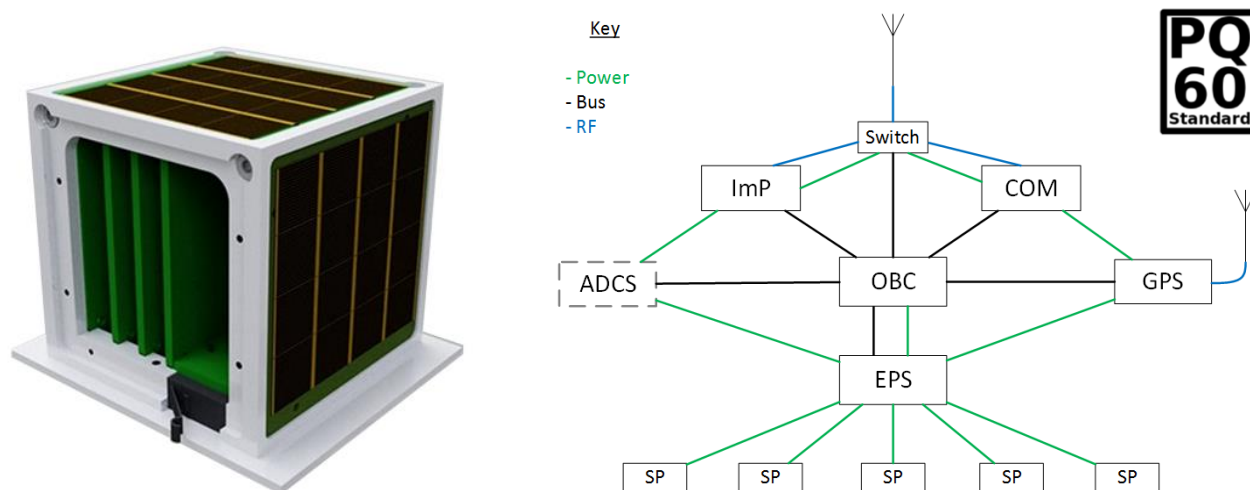 Key
- Power
- Bus
- RF
PQ
60
Standard
Switch
ImP
COM
ADCS
OBC
GPS
EPS
SP
SP
SP
SP
SP